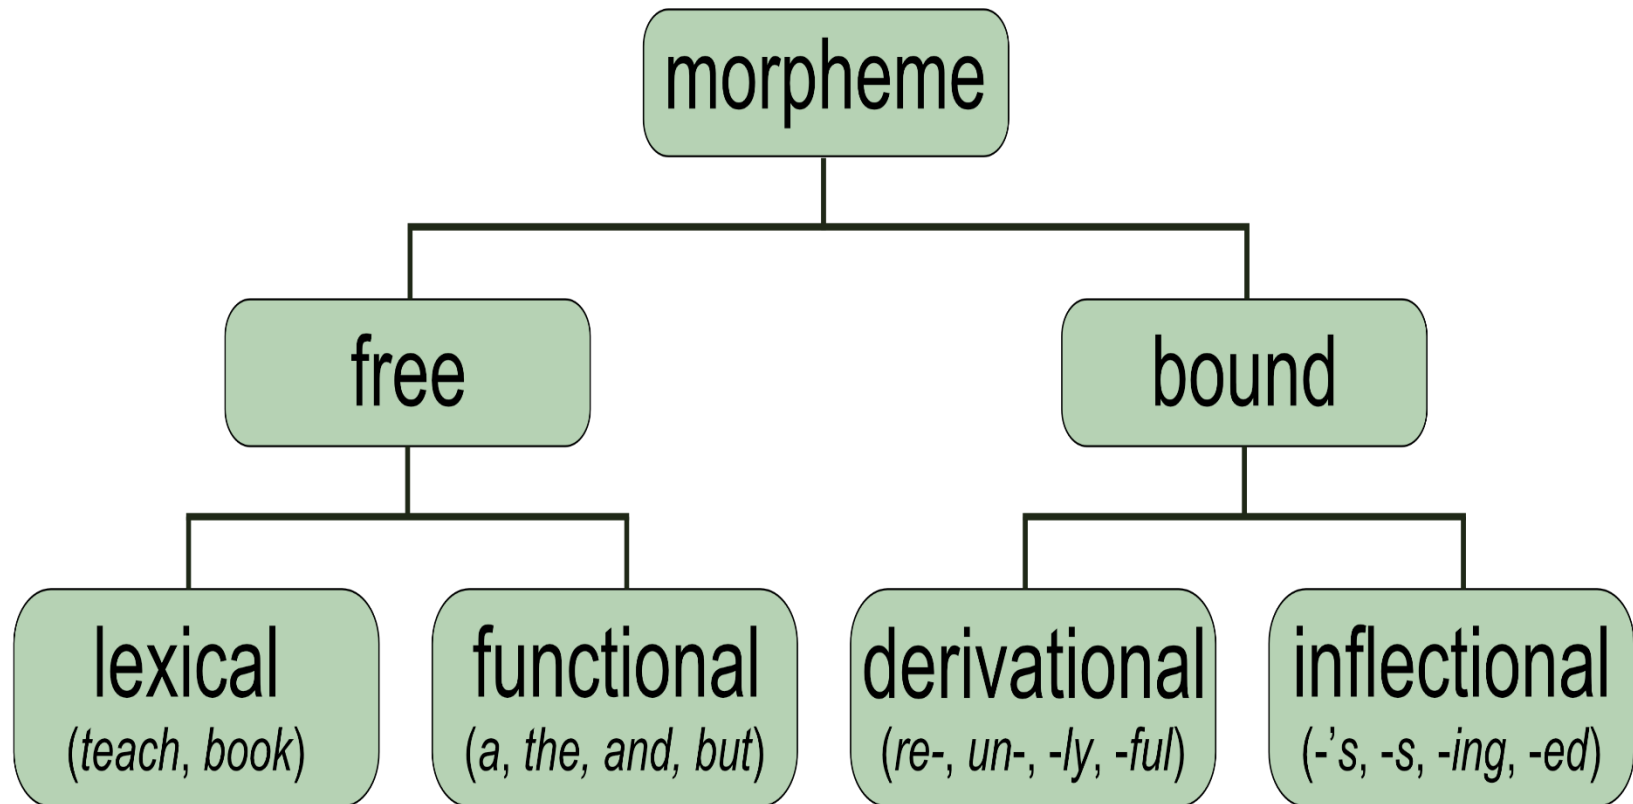 morpheme
free
bound
lexical
(teach, book)
functional
(a, the, and, but)
derivational
(re-, un-, -ly, -ful)
inflectional
(-’s, -s, -ing, -ed)